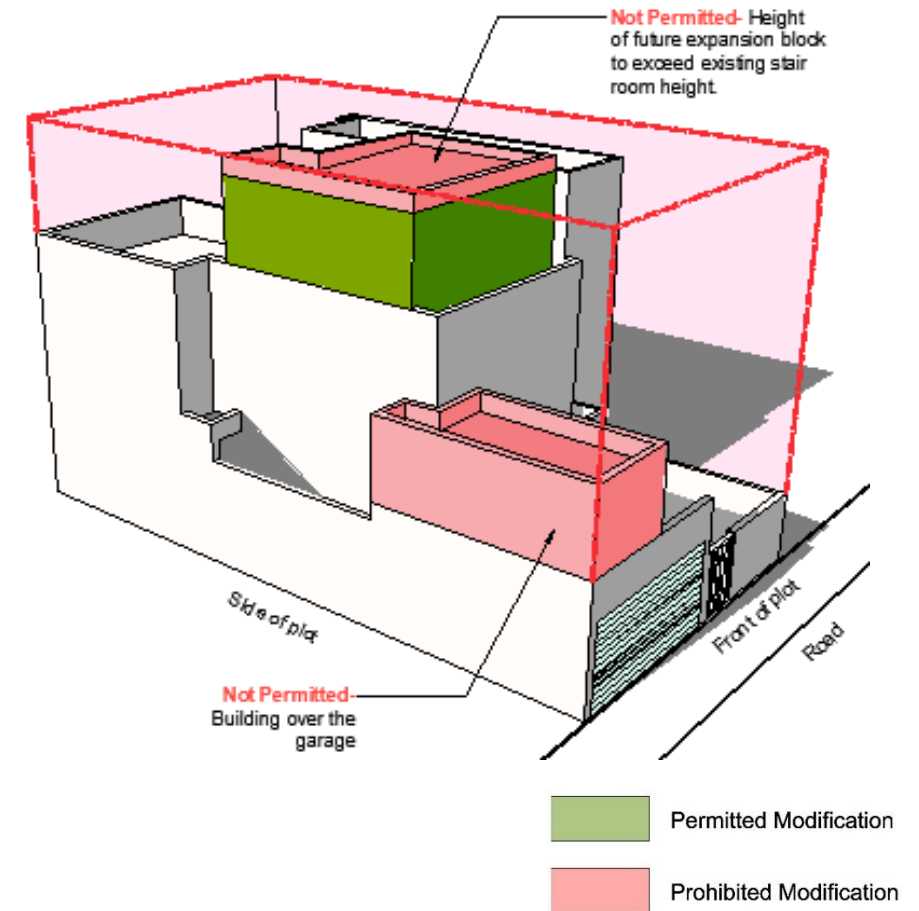 Not Permitted- Height
of future expansion block
to exceed existing stair
room height.
Side of plot
Front of plot
Road
Not Permitted-
Building over the
garage
Permitted Modification
Prohibited Modification